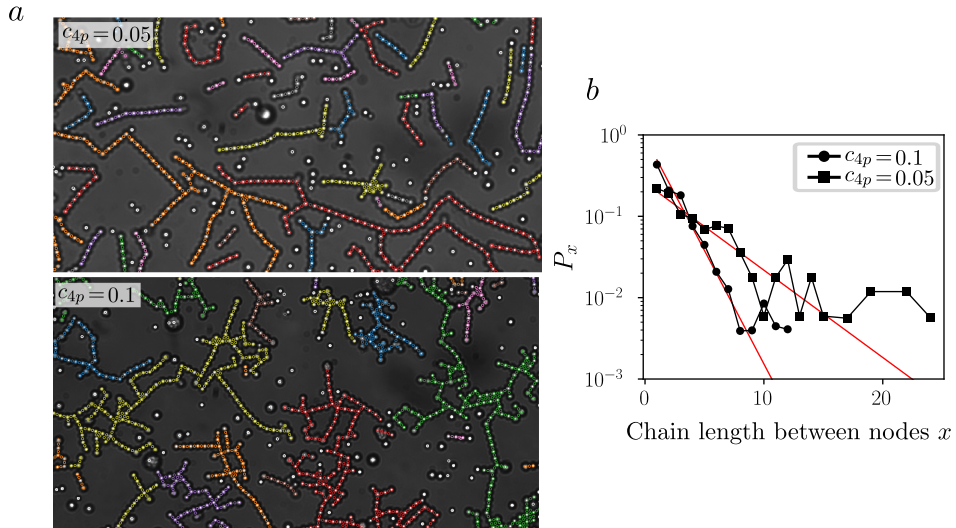 a
c4p = 0.05
c4p = 0.1
b
10^0
10^−1
10^−2
10^−3
P_x
c4p = 0.1
c4p = 0.05
0 10 20
Chain length between nodes x